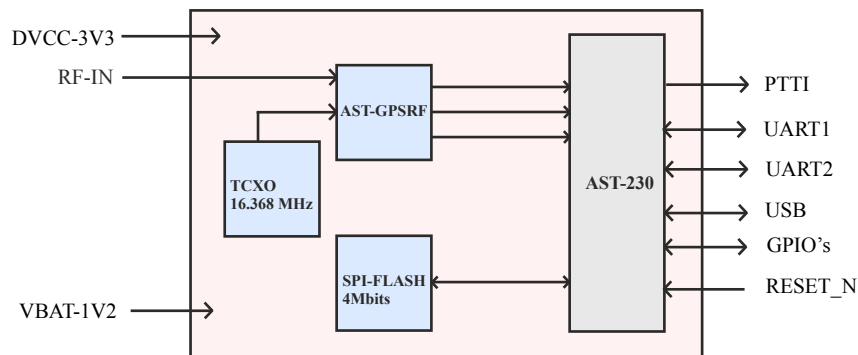 DVCC-3V3
RF-IN
AST-GPSRF
PTTI
UART1
TCXO
16.368 MHz
AST-230
UART2
USB
GPIO’s
SPI-FLASH
4Mbits
RESET_N
VBAT-1V2